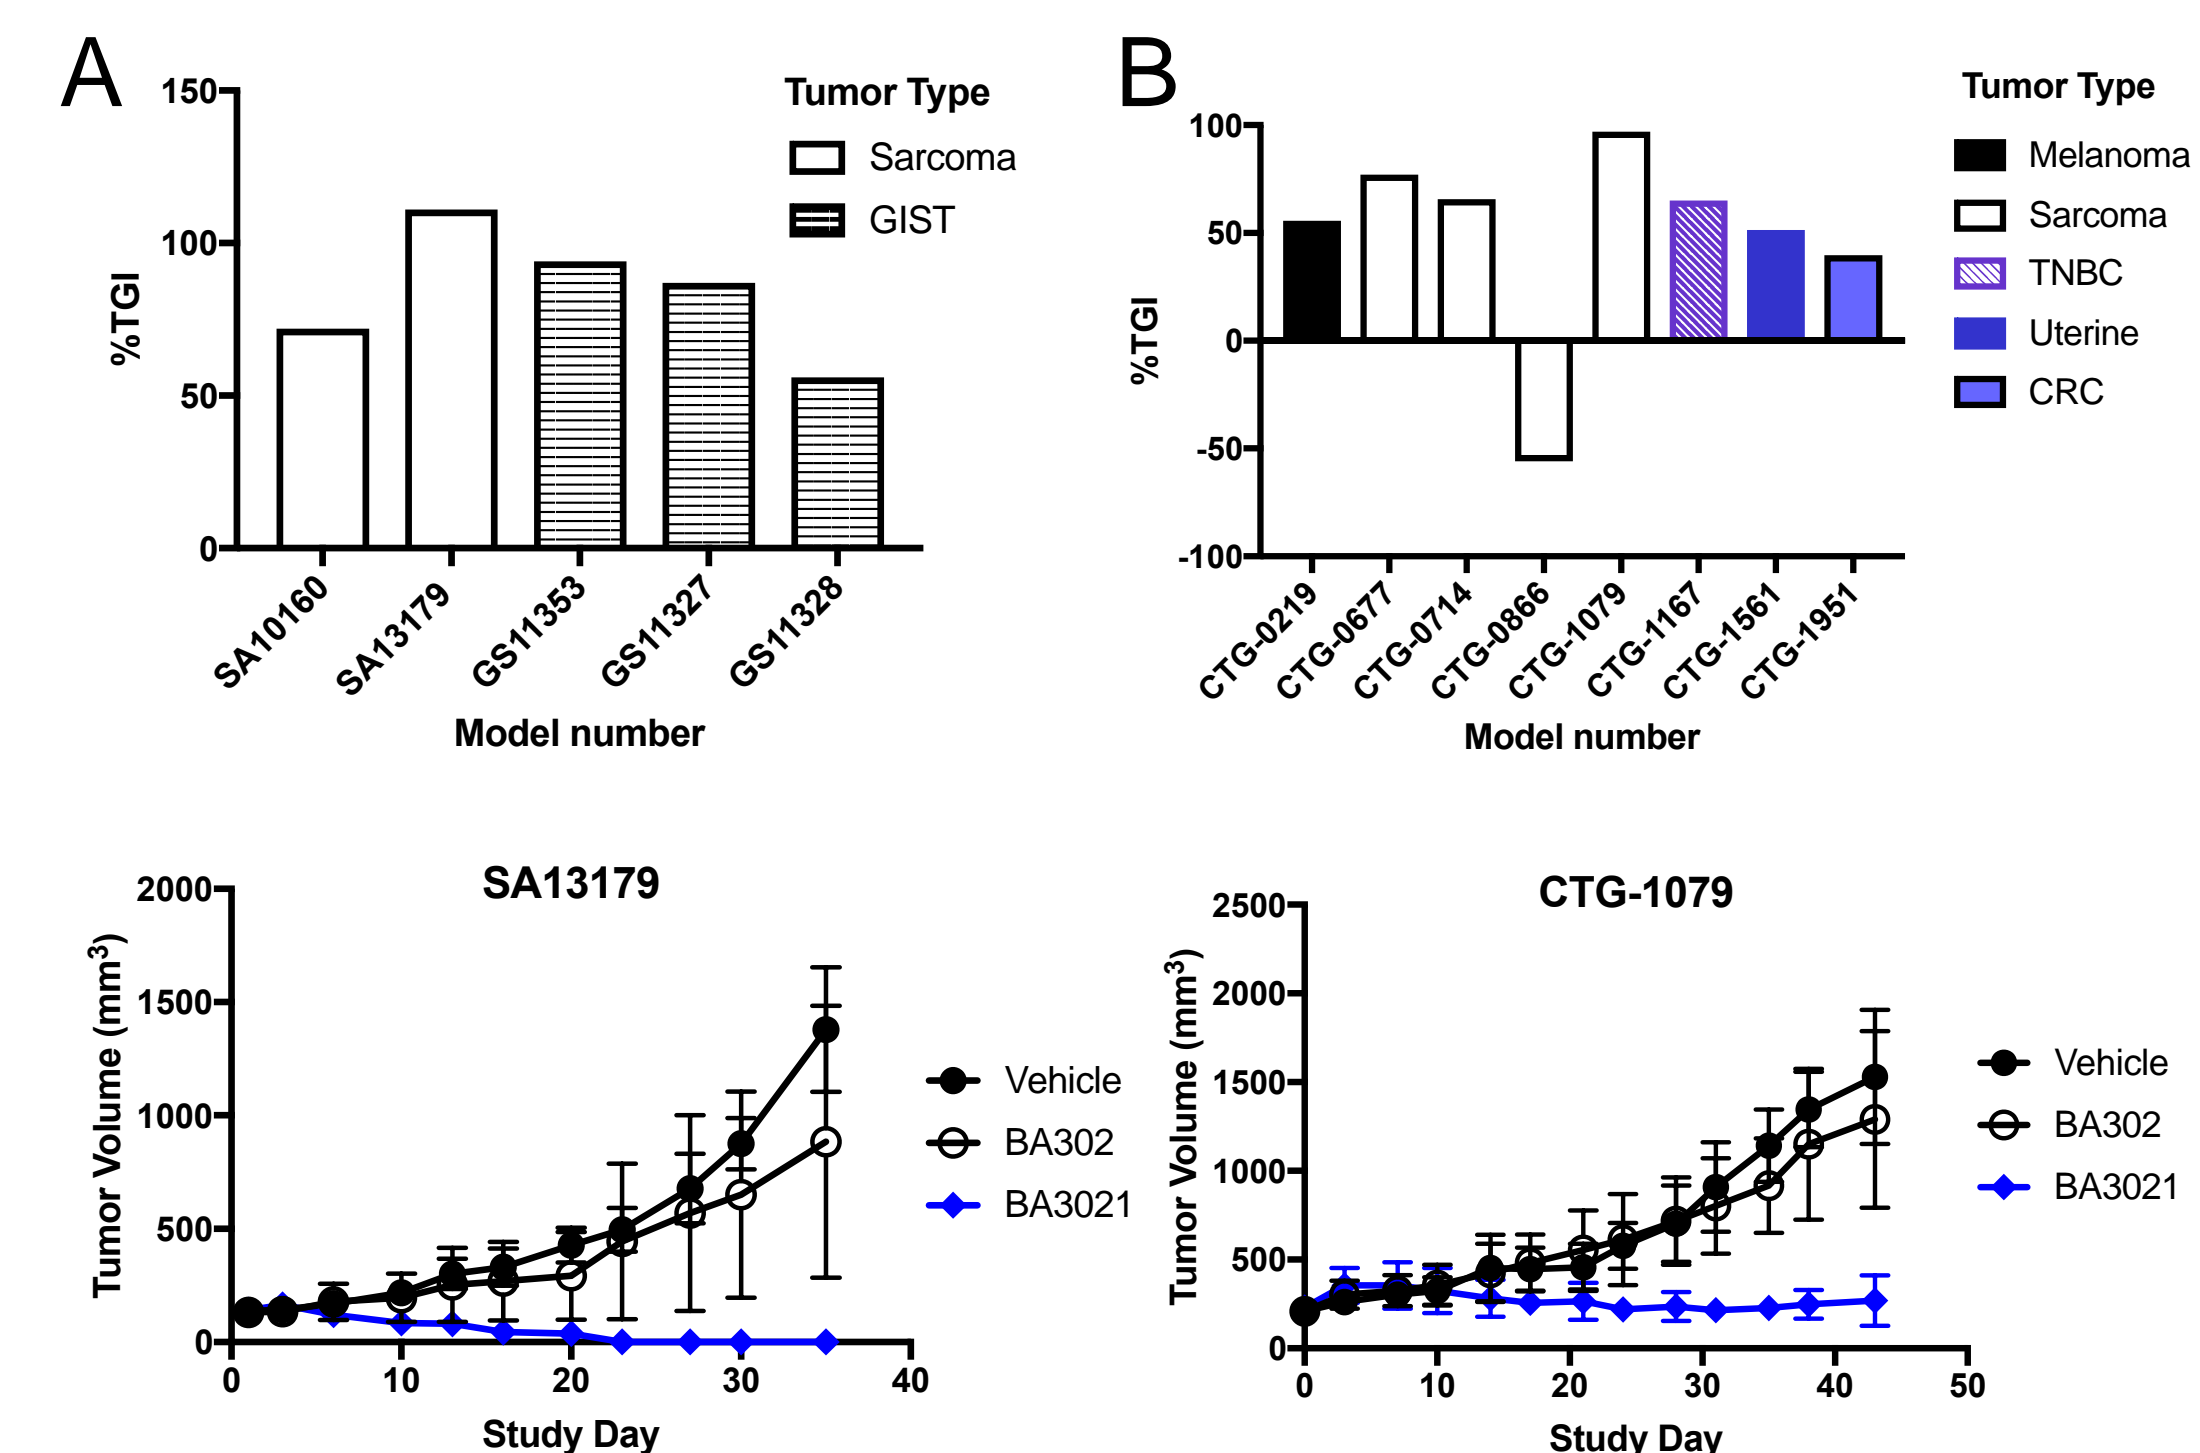 A
150
100
50
0
%TGI
SA10160
SA13179
GS11353
GS11327
GS11328
Model number
Tumor Type
Sarcoma
GIST
B
100
50
0
-50
-100
%TGI
CTG-0219
CTG-0677
CTG-0714
CTG-0866
CTG-1079
CTG-1167
CTG-1561
CTG-1951
Model number
Tumor Type
Melanoma
Sarcoma
TNBC
Uterine
CRC
SA13179
2000
1500
1000
500
0
Tumor Volume (mm³)
0 10 20 30 40
Study Day
Vehicle
BA302
BA3021
CTG-1079
2500
2000
1500
1000
500
0
Tumor Volume (mm³)
0 10 20 30 40 50
Study Day
Vehicle
BA302
BA3021